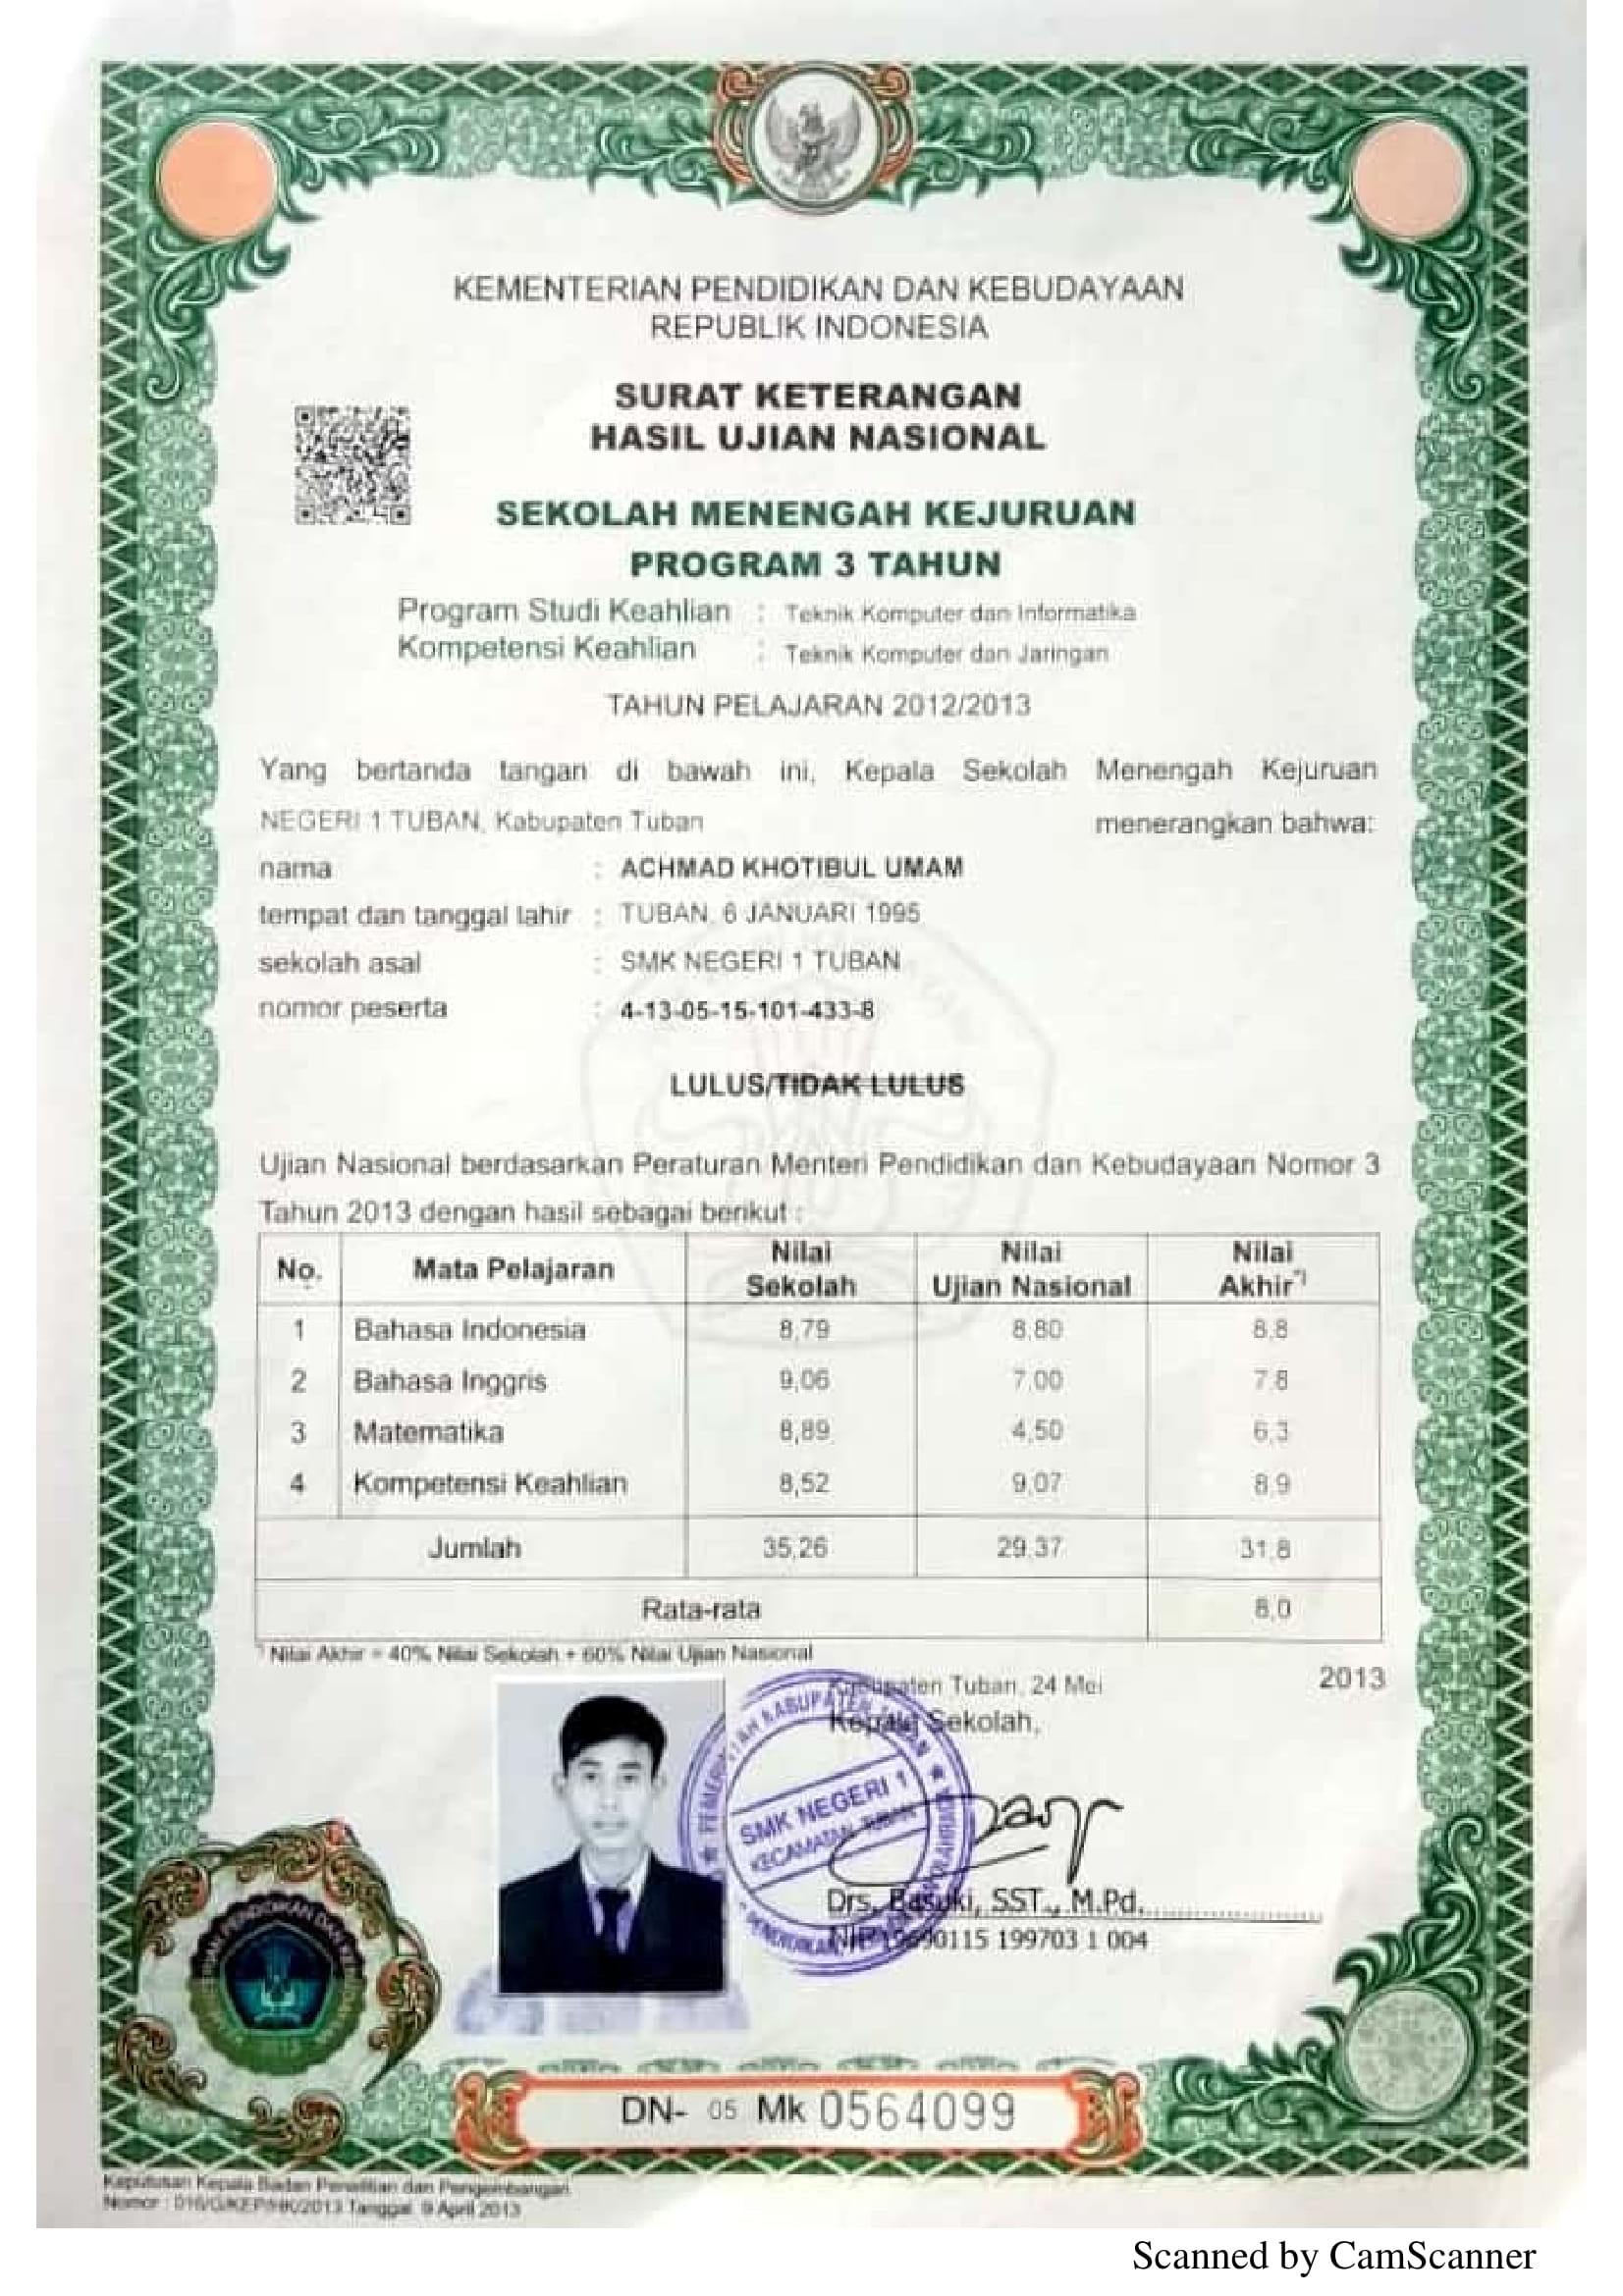 KEMENTERIAN PENDIDIKAN DAN KEBUDAYAAN
REPUBLIK INDONESIA
SURAT KETERANGAN
HASIL UJIAN NASIONAL
SEKOLAH MENENGAH KEJURUAN
PROGRAM 3 TAHUN
Program Studi Keahlian : Teknik Komputer dan Informatika
Kompetensi Keahlian : Teknik Komputer dan Jaringan
TAHUN PELAJARAN 2012/2013
Yang bertanda tangan di bawah ini, Kepala Sekolah Menengah Kejuruan
NEGERI 1 TUBAN, Kabupaten Tuban menerangkan bahwa:
nama : ACHMAD KHOTIBUL UMAM
tempat dan tanggal lahir : TUBAN, 6 JANUARI 1995
sekolah asal : SMK NEGERI 1 TUBAN
nomor peserta : 4-13-05-15-101-433-8
LULUS/TIDAK LULUS
Ujian Nasional berdasarkan Peraturan Menteri Pendidikan dan Kebudayaan Nomor 3
Tahun 2013 dengan hasil sebagai berikut :
No. Mata Pelajaran Nilai Sekolah Nilai Ujian Nasional Nilai Akhir*)
1 Bahasa Indonesia 8,79 8,80 8,8
2 Bahasa Inggris 9,06 7,00 7,8
3 Matematika 8,89 4,50 6,3
4 Kompetensi Keahlian 8,52 9,07 8,9
Jumlah 35,26 29,37 31,8
Rata-rata 8,0
*) Nilai Akhir = 40% Nilai Sekolah + 60% Nilai Ujian Nasional
Kabupaten Tuban, 24 Mei 2013
Kepala Sekolah,
SMK NEGERI 1
KECAMATAN TUBAN
Drs. Basuki, SST., M.Pd.
NIP 19690115 199703 1 004
DN- 05 Mk 0564099
Keputusan Kepala Badan Penelitian dan Pengembangan
Nomor : 016/G/KEP/HK/2013 Tanggal 9 April 2013
Scanned by CamScanner